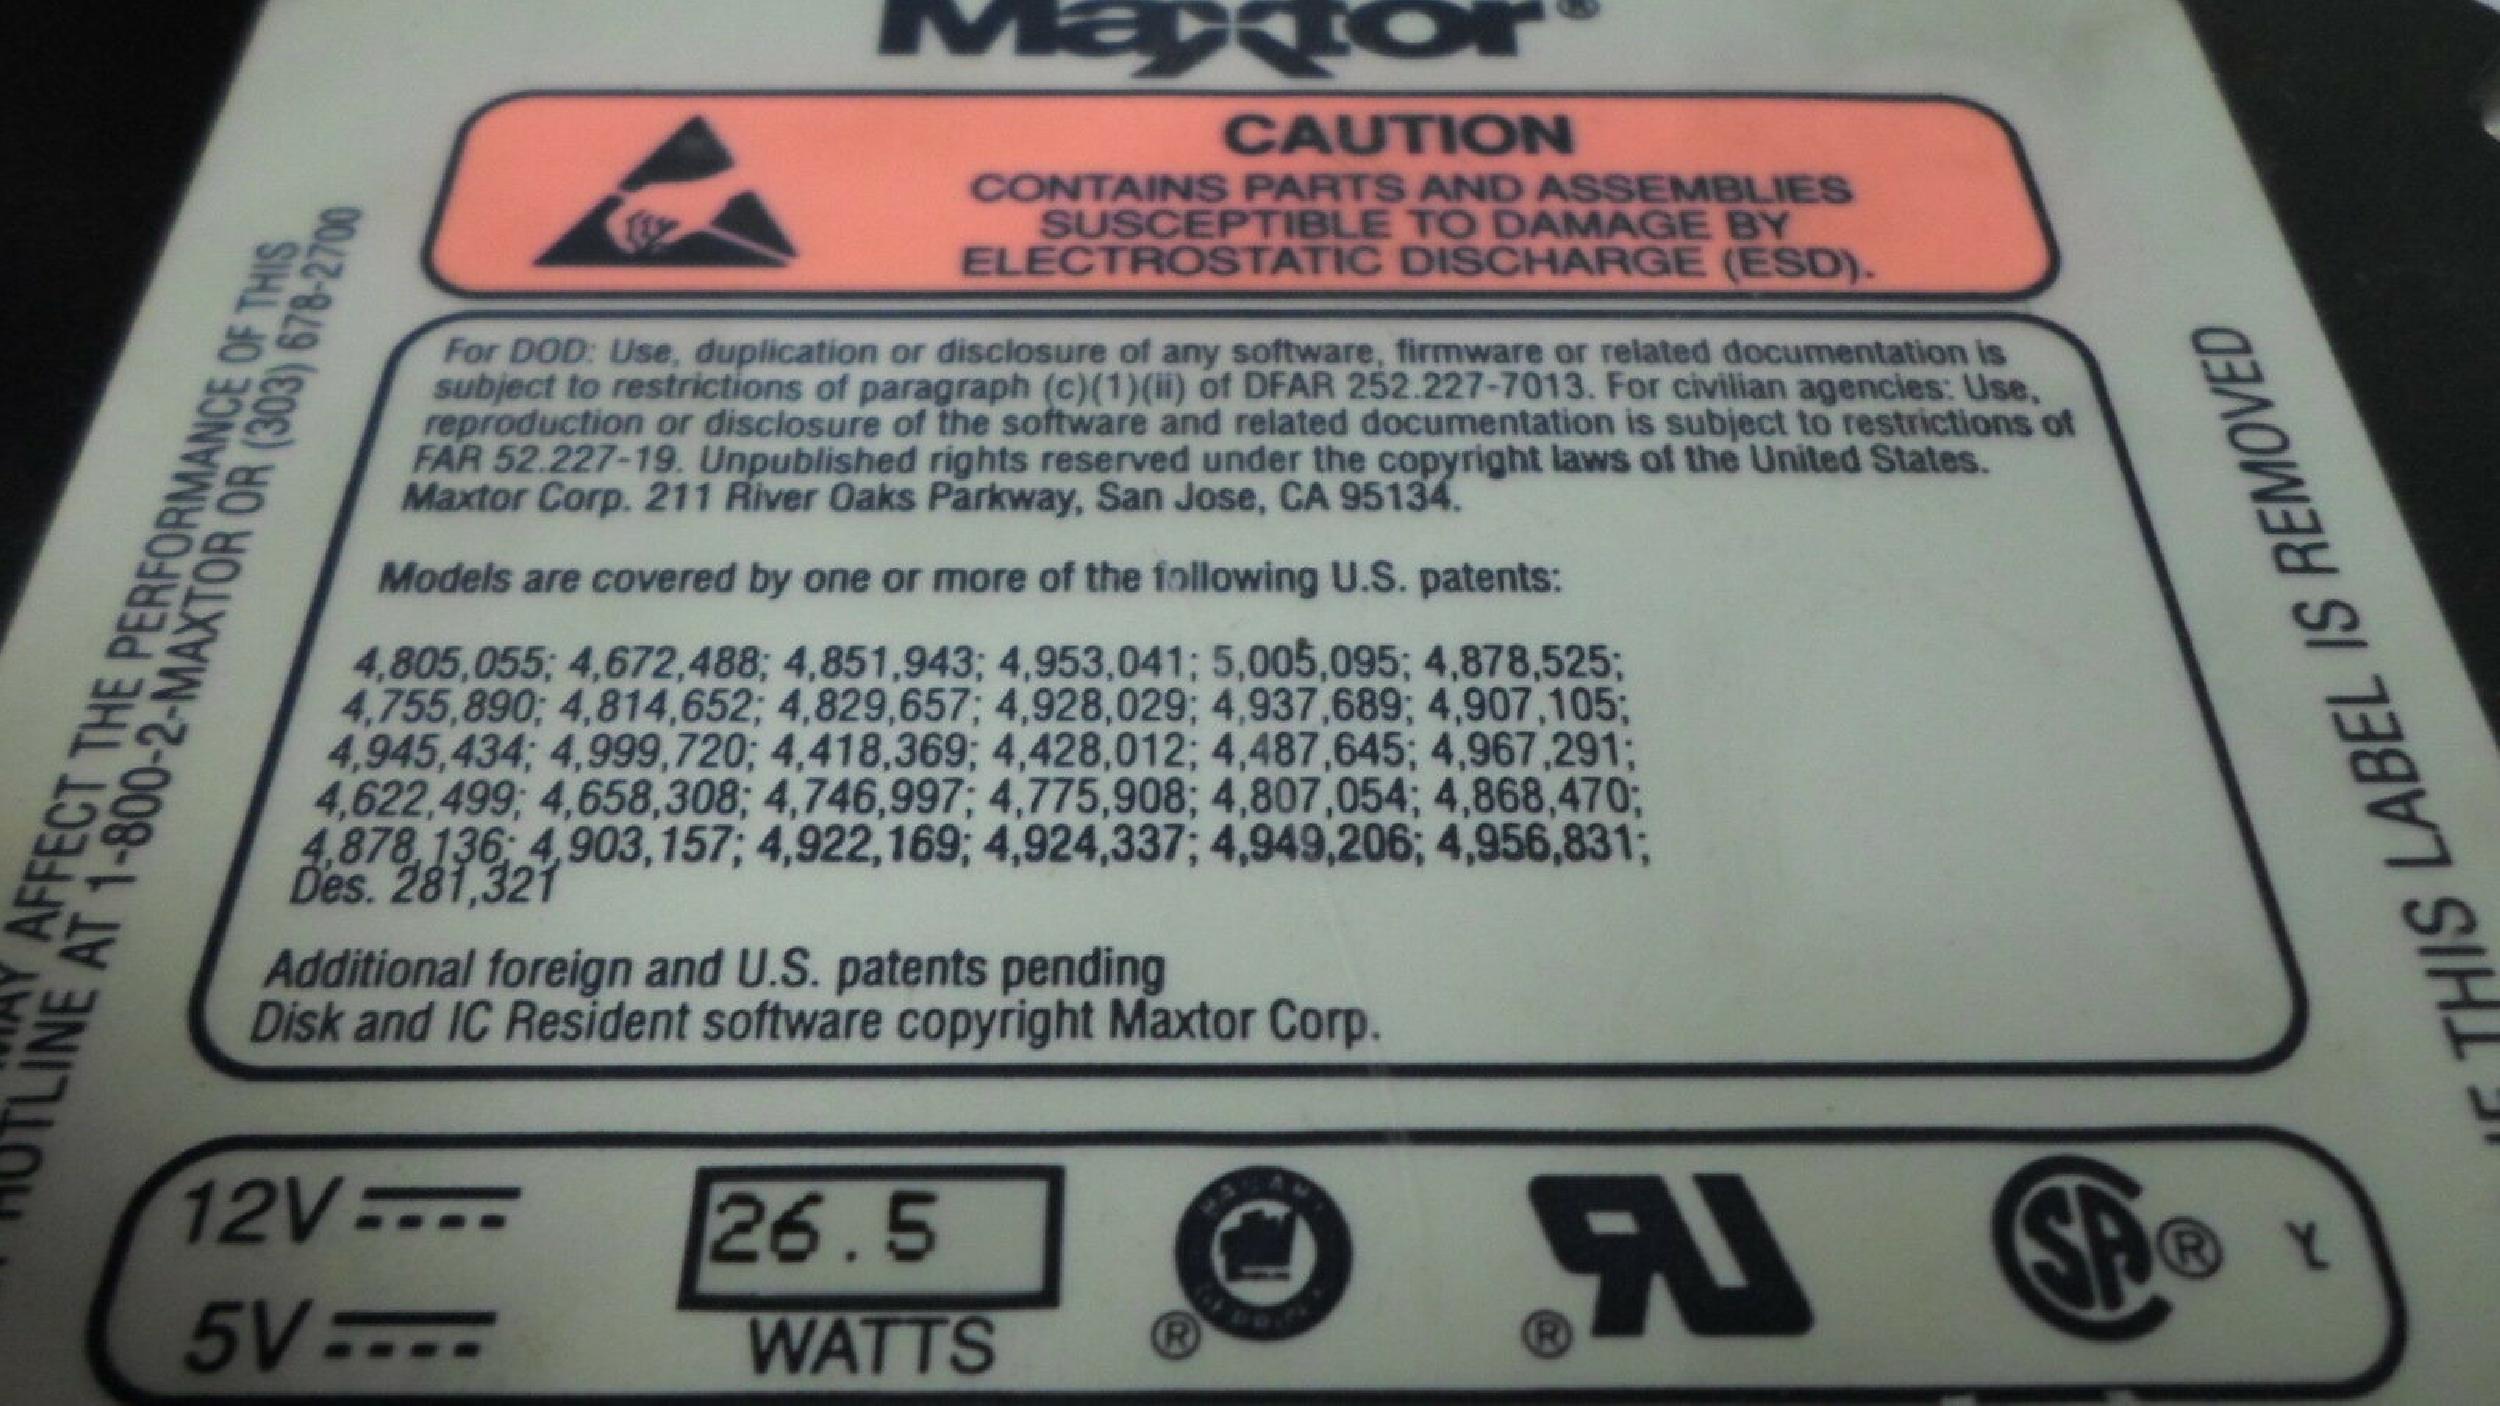 Maxtor®
CAUTION
CONTAINS PARTS AND ASSEMBLIES
SUSCEPTIBLE TO DAMAGE BY
ELECTROSTATIC DISCHARGE (ESD).
For DOD: Use, duplication or disclosure of any software, firmware or related documentation is
subject to restrictions of paragraph (c)(1)(ii) of DFAR 252.227-7013. For civilian agencies: Use,
reproduction or disclosure of the software and related documentation is subject to restrictions of
FAR 52.227-19. Unpublished rights reserved under the copyright laws of the United States.
Maxtor Corp. 211 River Oaks Parkway, San Jose, CA 95134.
Models are covered by one or more of the following U.S. patents:
4,805,055; 4,672,488; 4,851,943; 4,953,041; 5,005,095; 4,878,525;
4,755,890; 4,814,652; 4,829,657; 4,928,029; 4,937,689; 4,907,105;
4,945,434; 4,999,720; 4,418,369; 4,428,012; 4,487,645; 4,967,291;
4,622,499; 4,658,308; 4,746,997; 4,775,908; 4,807,054; 4,868,470;
4,878,136; 4,903,157; 4,922,169; 4,924,337; 4,949,206; 4,956,831;
Des. 281,321
Additional foreign and U.S. patents pending
Disk and IC Resident software copyright Maxtor Corp.
12V
5V
26.5
WATTS
®
®
SA ®
Y
MAY AFFECT THE PERFORMANCE OF THIS
HOTLINE AT 1-800-2-MAXTOR OR (303) 678-2700
THIS LABEL IS REMOVED